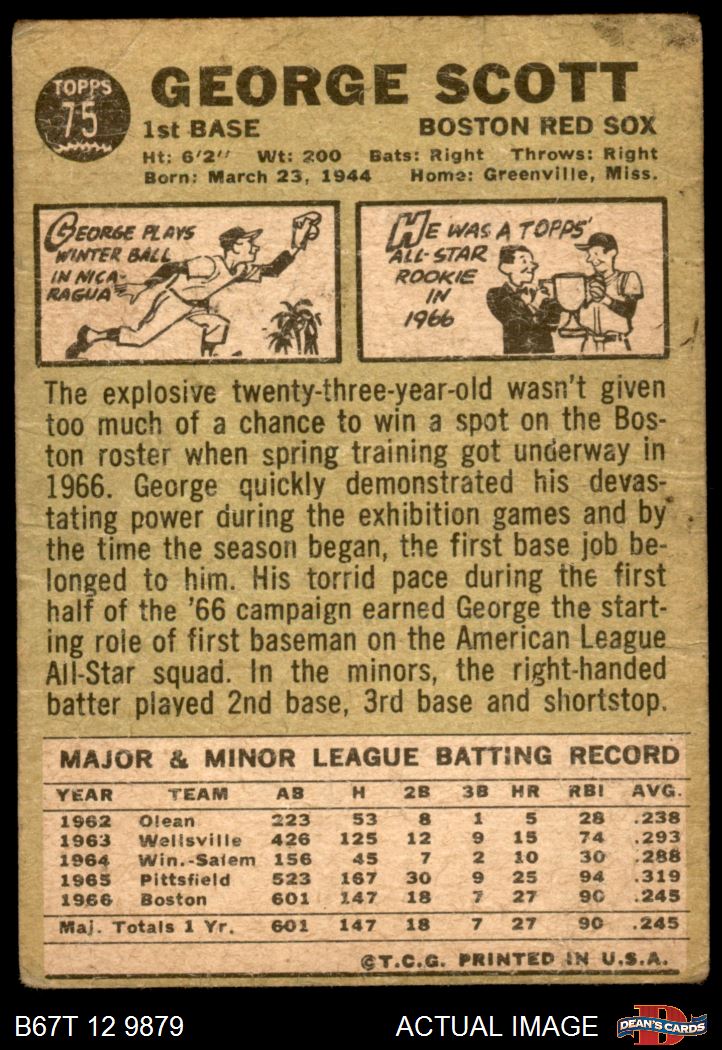 TOPPS
75
GEORGE SCOTT
1st BASE BOSTON RED SOX
Ht: 6'2" Wt: 200 Bats: Right Throws: Right
Born: March 23, 1944 Home: Greenville, Miss.
GEORGE PLAYS
WINTER BALL
IN NICA-
RAGUA
HE WAS A TOPPS'
ALL-STAR
ROOKIE
IN
1966
The explosive twenty-three-year-old wasn't given
too much of a chance to win a spot on the Bos-
ton roster when spring training got underway in
1966. George quickly demonstrated his devas-
tating power during the exhibition games and by
the time the season began, the first base job be-
longed to him. His torrid pace during the first
half of the '66 campaign earned George the start-
ing role of first baseman on the American League
All-Star squad. In the minors, the right-handed
batter played 2nd base, 3rd base and shortstop.
MAJOR & MINOR LEAGUE BATTING RECORD
YEAR TEAM AB H 2B 3B HR RBI AVG.
1962 Olean 223 53 8 1 5 28 .238
1963 Wellsville 426 125 12 9 15 74 .293
1964 Win.-Salem 156 45 7 2 10 30 .288
1965 Pittsfield 523 167 30 9 25 94 .319
1966 Boston 601 147 18 7 27 90 .245
Maj. Totals 1 Yr. 601 147 18 7 27 90 .245
©T.C.G. PRINTED IN U.S.A.
B67T 12 9879 ACTUAL IMAGE
D
DEAN'S CARDS